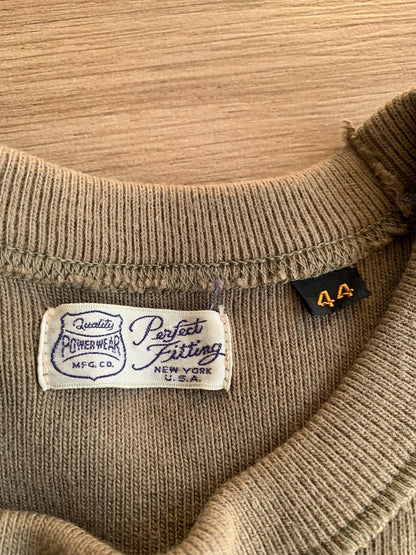 Quality
POWERWEAR
MFG. CO.
Perfect
Fitting
NEW YORK
U.S.A.
44